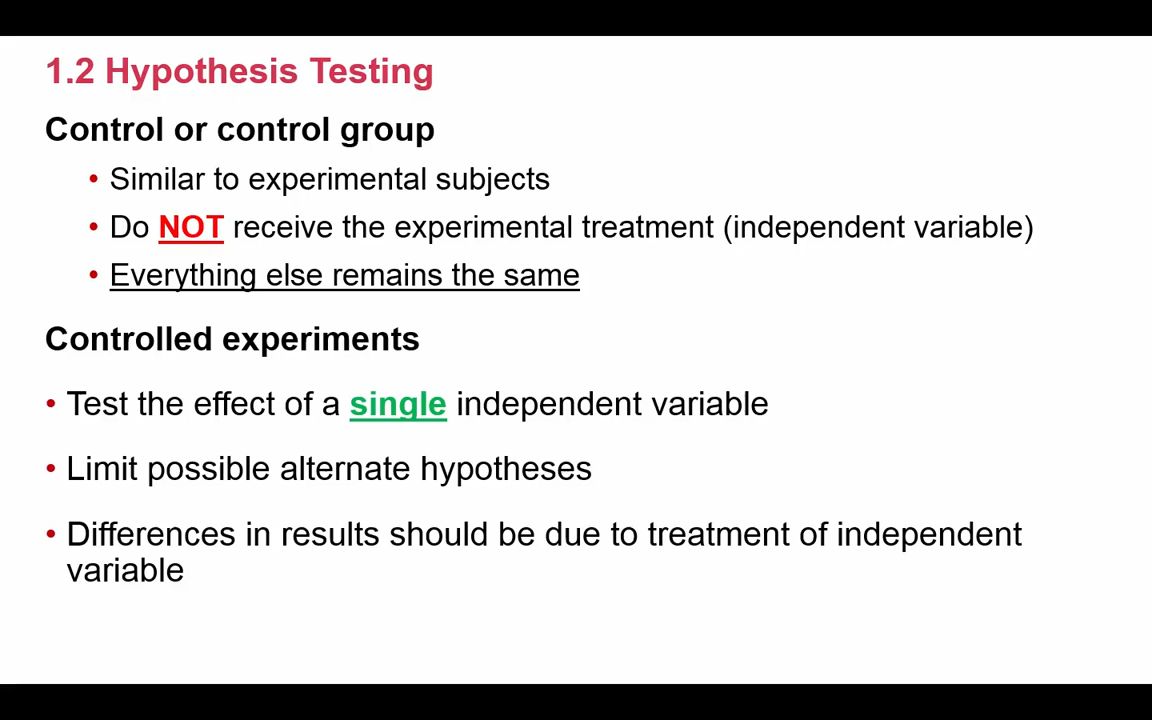 1.2 Hypothesis Testing
Control or control group
• Similar to experimental subjects
• Do NOT receive the experimental treatment (independent variable)
• Everything else remains the same
Controlled experiments
• Test the effect of a single independent variable
• Limit possible alternate hypotheses
• Differences in results should be due to treatment of independent
variable